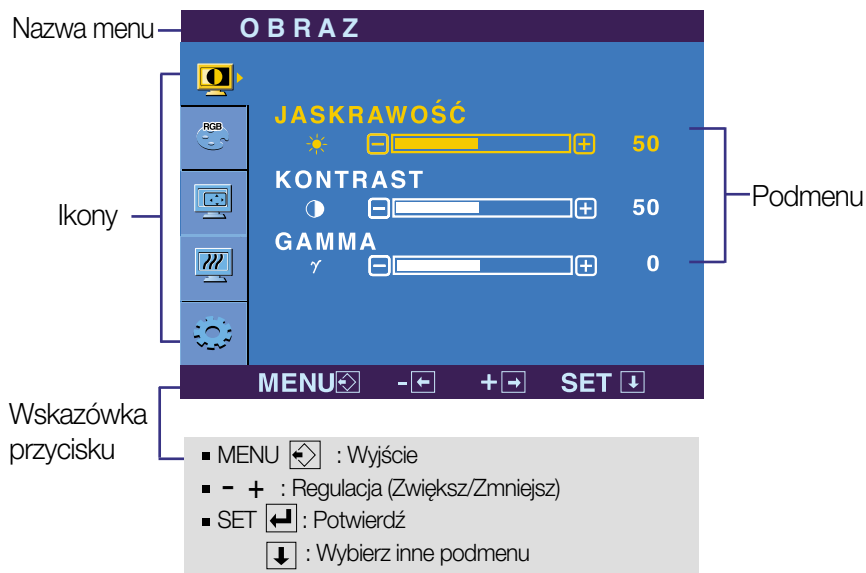 Nazwa menu
OBRAZ
RGB
JASKRAWOŚĆ
50
KONTRAST
50
GAMMA
γ
0
Ikony
Podmenu
MENU - + SET
Wskazówka
przycisku
MENU : Wyjście
- + : Regulacja (Zwiększ/Zmniejsz)
SET : Potwierdź
: Wybierz inne podmenu